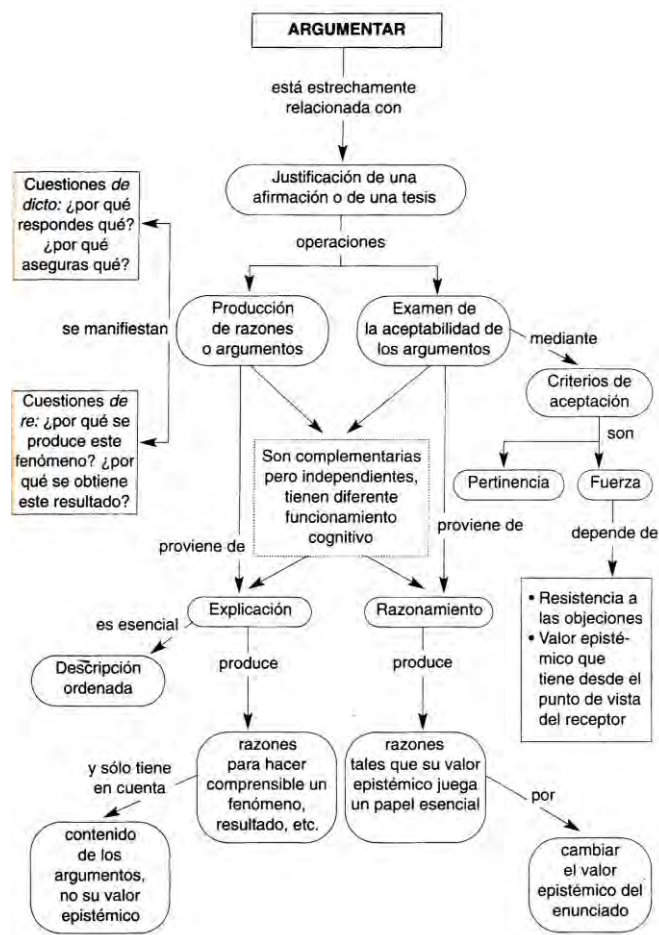 ARGUMENTAR
está estrechamente
relacionada con
Justificación de una
afirmación o de una tesis
operaciones
Cuestiones de
dicto: ¿por qué
respondes qué?
¿por qué
aseguras qué?
se manifiestan
Cuestiones de
re: ¿por qué se
produce este
fenómeno? ¿por
qué se obtiene
este resultado?
Producción
de razones
o argumentos
Examen de
la aceptabilidad de
los argumentos
mediante
Criterios de
aceptación
son
Pertinencia
Fuerza
depende de
• Resistencia a
las objeciones
• Valor episté-
mico que
tiene desde el
punto de vista
del receptor
Son complementarias
pero independientes,
tienen diferente
funcionamiento
cognitivo
proviene de
proviene de
Explicación
Razonamiento
es esencial
Descripción
ordenada
produce
produce
razones
para hacer
comprensible un
fenómeno,
resultado, etc.
razones
tales que su valor
epistémico juega
un papel esencial
y sólo tiene
en cuenta
contenido
de los
argumentos,
no su valor
epistémico
por
cambiar
el valor
epistémico del
enunciado